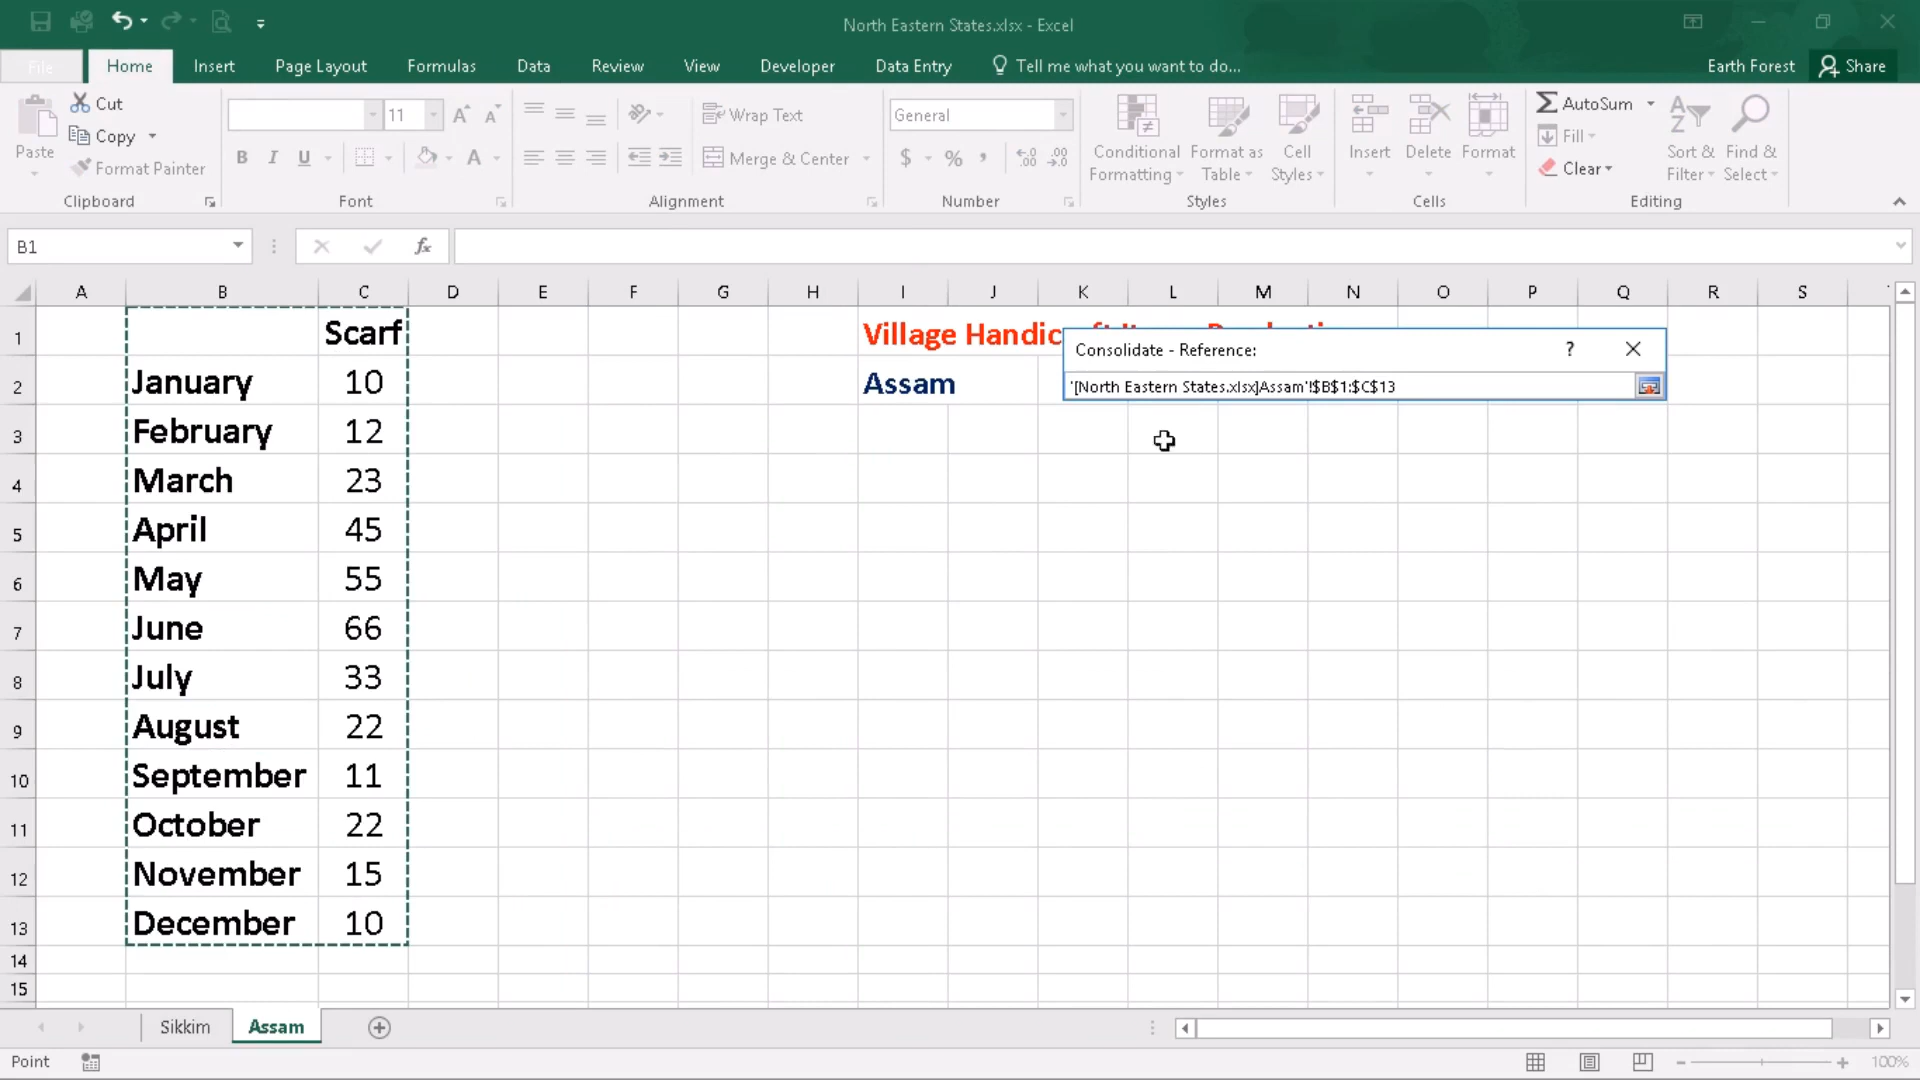 North Eastern States.xlsx - Excel
File Home Insert Page Layout Formulas Data Review View Developer Data Entry Tell me what you want to do... Earth Forest Share
Cut
Copy
Format Painter
Paste
Clipboard
11
B I U
Font
Wrap Text
Merge & Center
Alignment
General
$ % ,
Number
Conditional Formatting
Format as Table
Cell Styles
Styles
Insert Delete Format
Cells
AutoSum
Fill
Clear
Sort & Filter
Find & Select
Editing
B1 fx
A B C D E F G H I J K L M N O P Q R S
1 Scarf Village Handic
2 January 10 Assam
3 February 12
4 March 23
5 April 45
6 May 55
7 June 66
8 July 33
9 August 22
10 September 11
11 October 22
12 November 15
13 December 10
14
15
Consolidate - Reference: ?
'[North Eastern States.xlsx]Assam'!$B$1:$C$13
Sikkim Assam
Point 100%